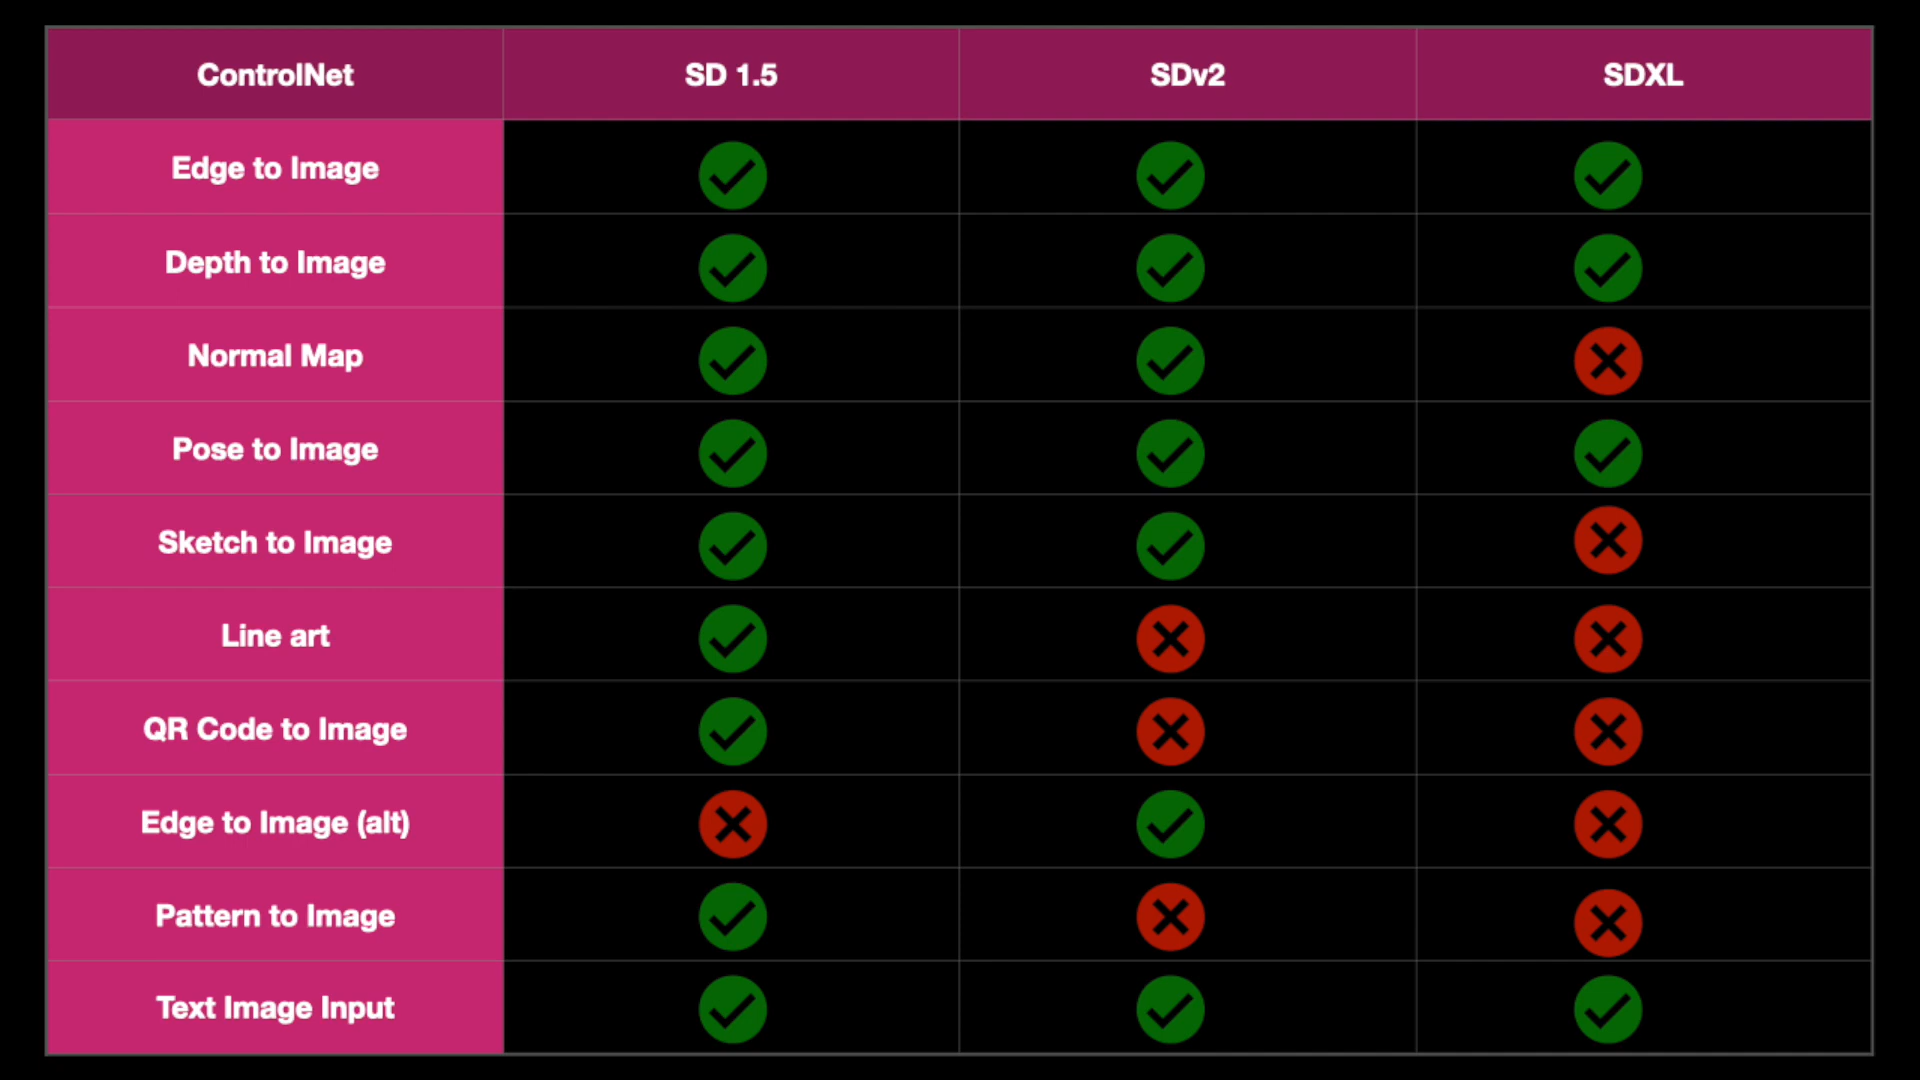 ControlNet SD 1.5 SDv2 SDXL
Edge to Image
Depth to Image
Normal Map
Pose to Image
Sketch to Image
Line art
QR Code to Image
Edge to Image (alt)
Pattern to Image
Text Image Input